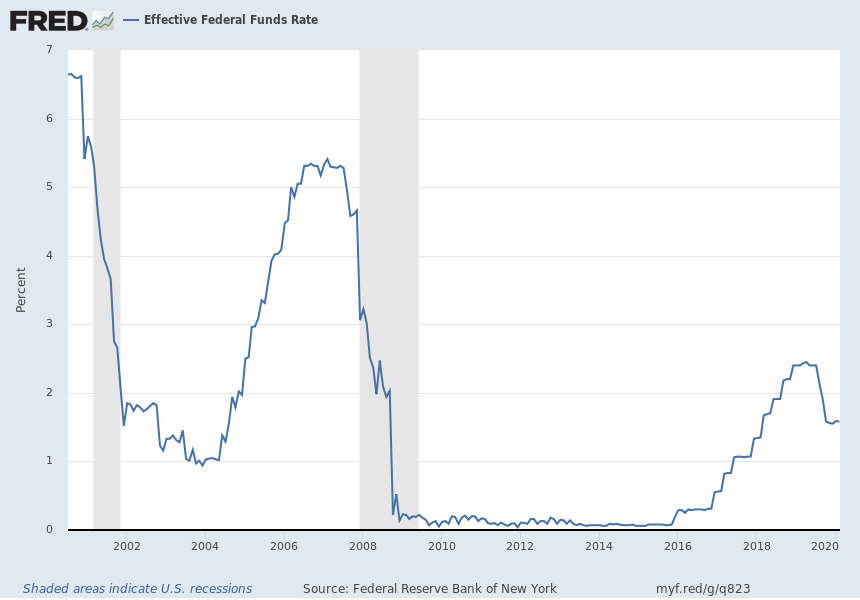 FRED
Effective Federal Funds Rate
7
6
5
4
3
2
1
0
Percent
2002 2004 2006 2008 2010 2012 2014 2016 2018 2020
Shaded areas indicate U.S. recessions Source: Federal Reserve Bank of New York myf.red/g/q823